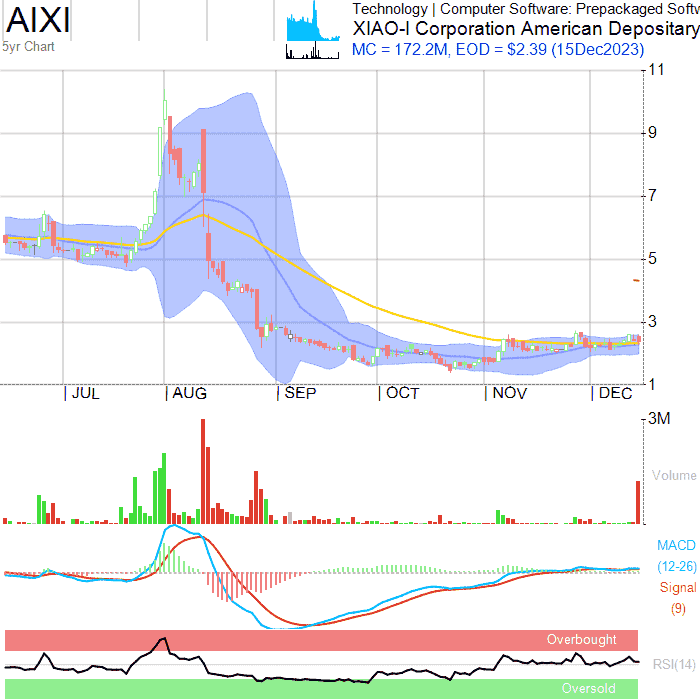 AIXI
5yr Chart
Technology | Computer Software: Prepackaged Softw
XIAO-I Corporation American Depositary
MC = 172.2M, EOD = $2.39 (15Dec2023)
11
9
7
5
3
1
JUL
AUG
SEP
OCT
NOV
DEC
3M
Volume
MACD
(12-26)
Signal
(9)
Overbought
RSI(14)
Oversold